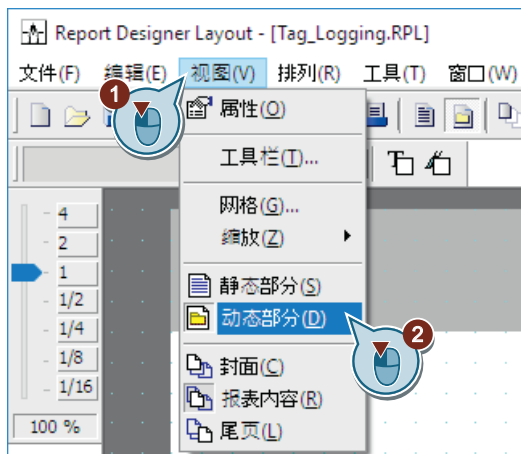 Report Designer Layout - [Tag_Logging.RPL]
文件(F) 编辑(E) 视图(V) 排列(R) 工具(T) 窗口(W)
1
属性(O)
工具栏(T)...
网格(G)...
缩放(Z)
静态部分(S)
动态部分(D)
2
封面(C)
报表内容(R)
尾页(L)
4
2
1
1/2
1/4
1/8
1/16
100 %